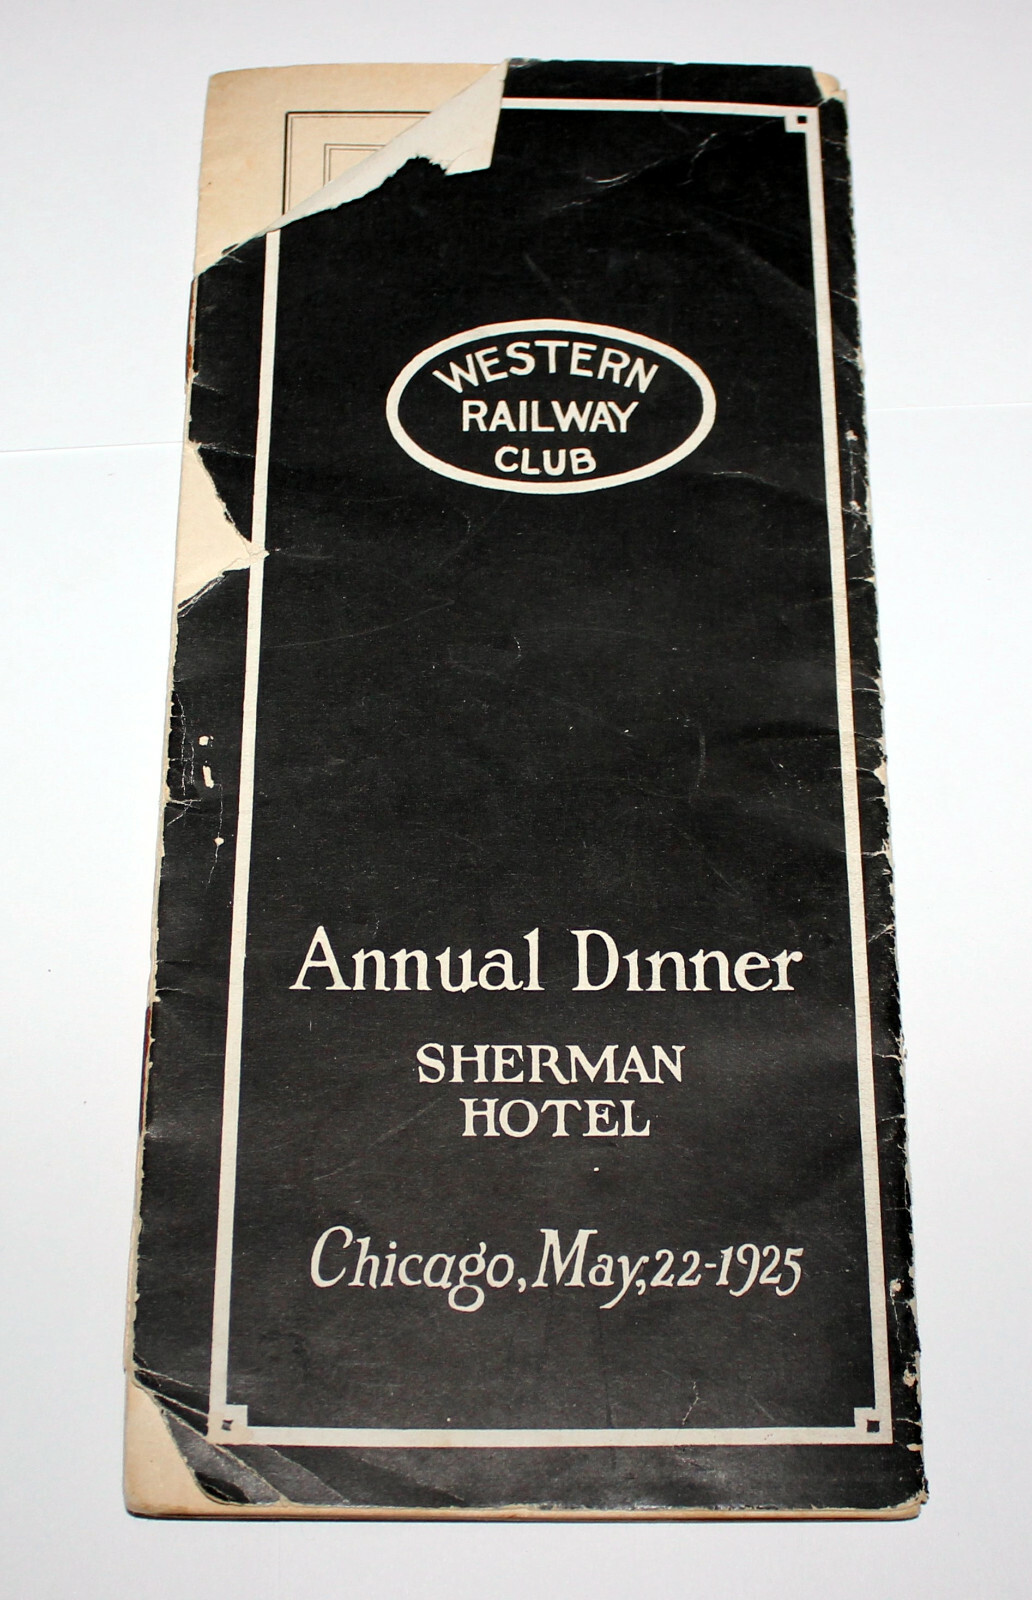 WESTERN
RAILWAY
CLUB
Annual Dinner
SHERMAN
HOTEL
Chicago, May, 22-1925